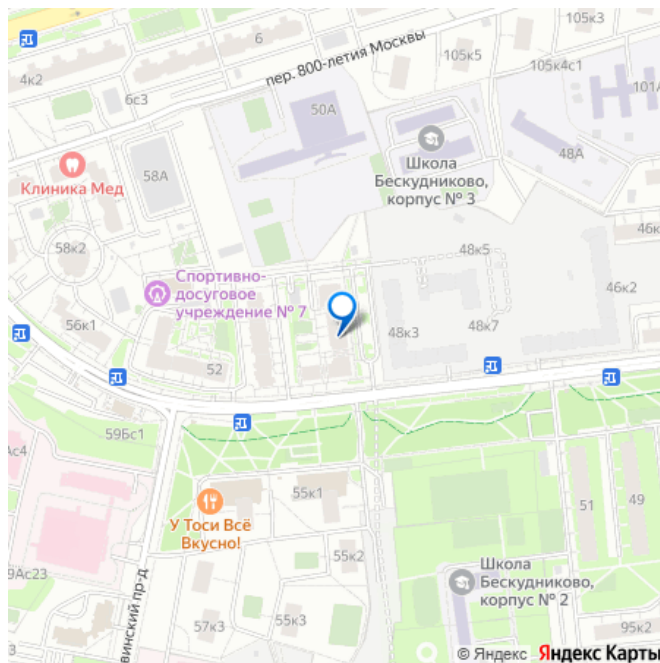 105к3
6
105к5
пер. 800-летия Москвы
4к2
105к4с1
101А
6с3
50А
Школа
Бескудниково,
корпус № 3
48А
Клиника Мед
58А
46к
58к2
48к5
Спортивно-
досуговое
учреждение № 7
46к2
56к1
48к3
48к7
52
59Бс1
Ас4
55к1
51
49
У Тоси Всё
Вкусно!
55к2
Школа
Бескудниково,
корпус № 2
9Ас23
винский пр-д
57к3
95к2
© Яндекс Яндекс Карты